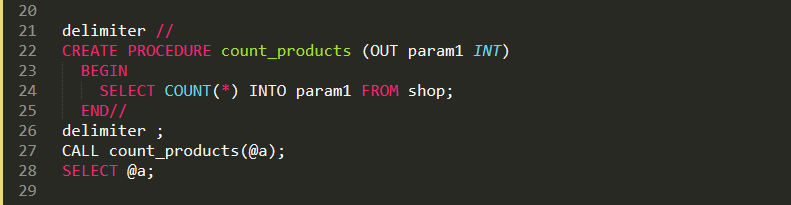 20
21 delimiter //
22 CREATE PROCEDURE count_products (OUT param1 INT)
23 BEGIN
24 SELECT COUNT(*) INTO param1 FROM shop;
25 END//
26 delimiter ;
27 CALL count_products(@a);
28 SELECT @a;
29